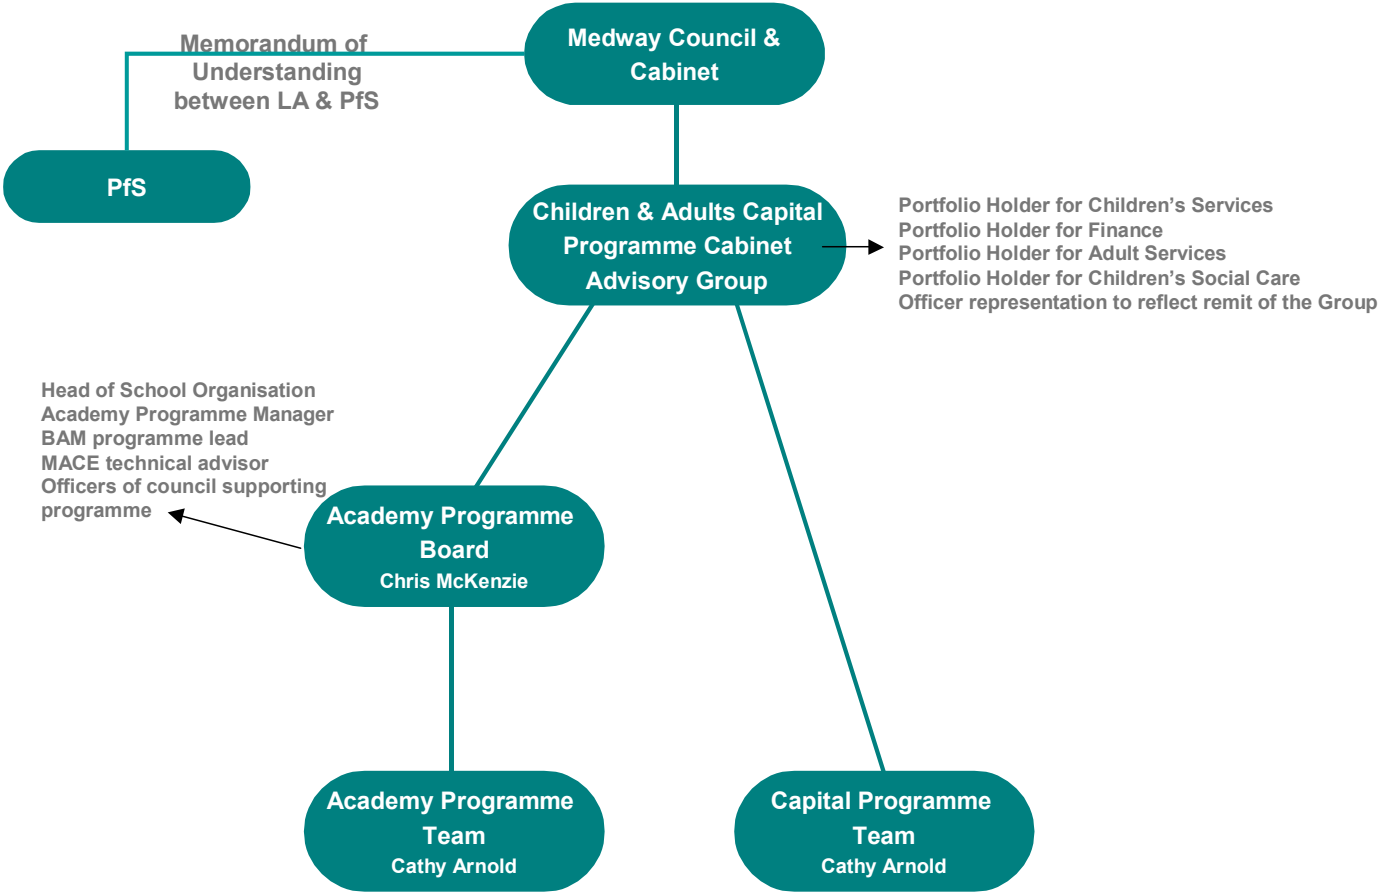 Medway Council &
Cabinet
Memorandum of
Understanding
between LA & PfS
PfS
Children & Adults Capital
Programme Cabinet
Advisory Group
Portfolio Holder for Children’s Services
Portfolio Holder for Finance
Portfolio Holder for Adult Services
Portfolio Holder for Children’s Social Care
Officer representation to reflect remit of the Group
Head of School Organisation
Academy Programme Manager
BAM programme lead
MACE technical advisor
Officers of council supporting
programme
Academy Programme
Board
Chris McKenzie
Academy Programme
Team
Cathy Arnold
Capital Programme
Team
Cathy Arnold